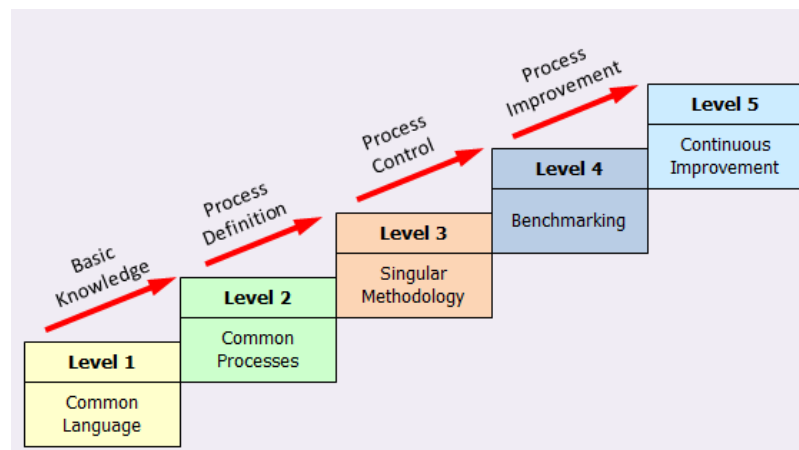 Process
Improvement
Level 5
Continuous
Improvement
Process
Control
Level 4
Benchmarking
Process
Definition
Level 3
Singular
Methodology
Basic
Knowledge
Level 2
Common
Processes
Level 1
Common
Language